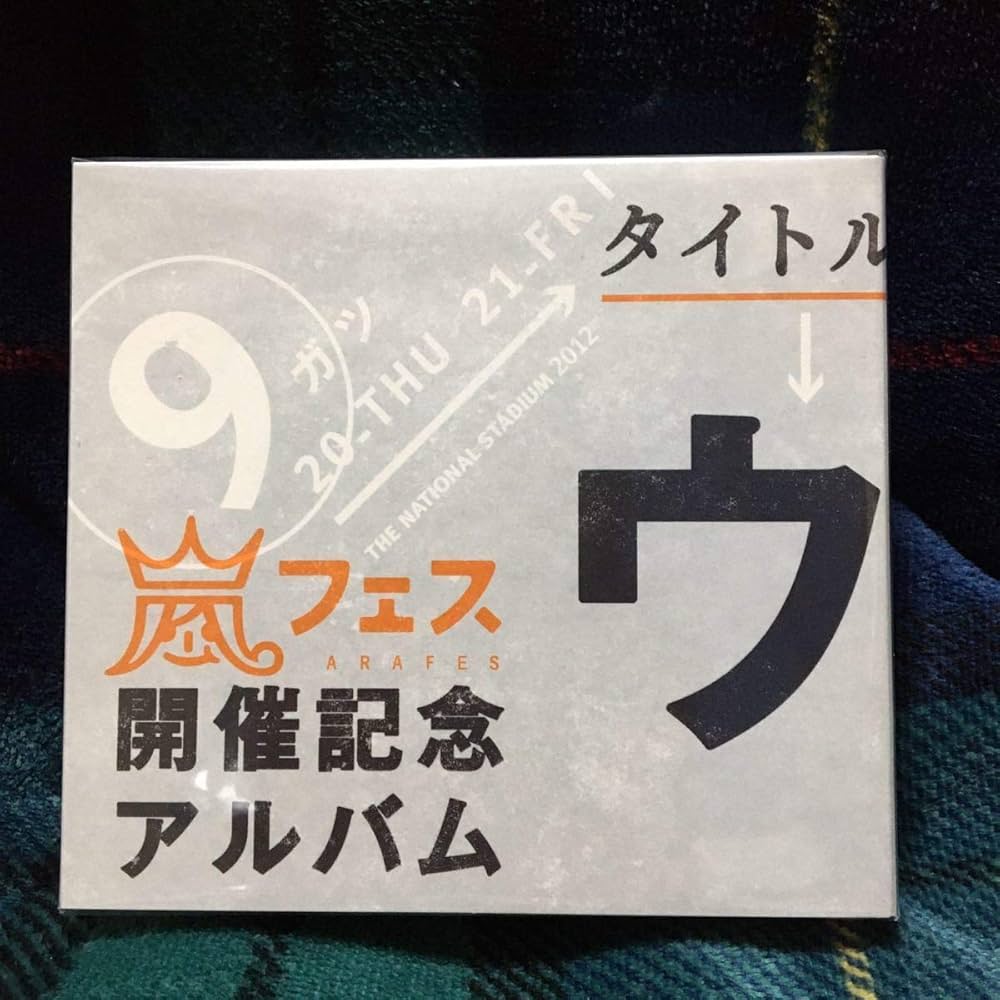 9
ガツ
20-THU 21-FRI
THE NATIONAL STADIUM 2012
タイトル
ウ
嵐フェス
ARAFES
開催記念
アルバム